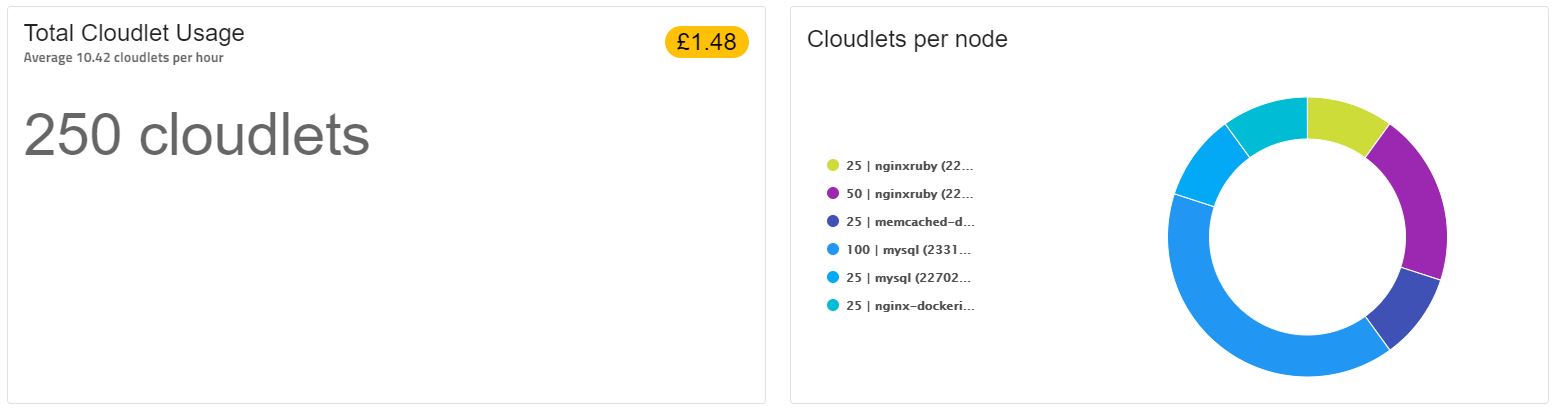 Total Cloudlet Usage
£1.48
Average 10.42 cloudlets per hour
250 cloudlets
Cloudlets per node
25 | nginxruby (22...
50 | nginxruby (22...
25 | memcached-d...
100 | mysql (2331...
25 | mysql (22702...
25 | nginx-dockeri...